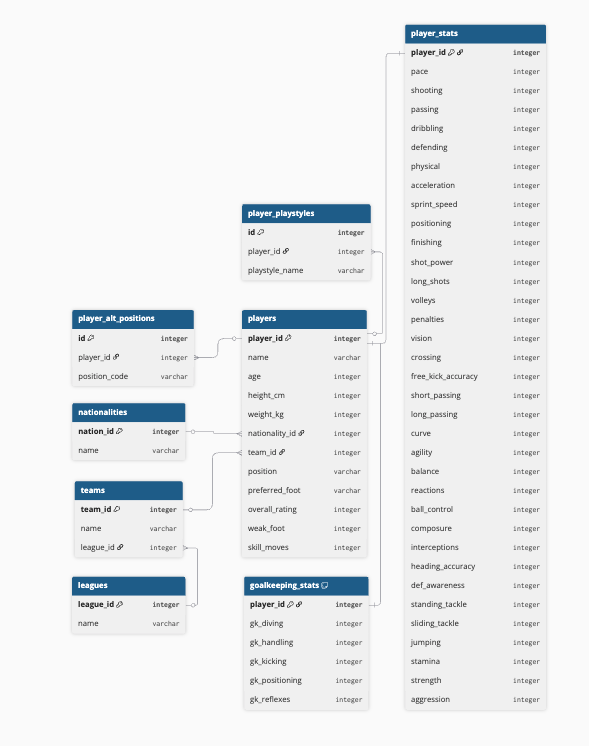 player_stats
player_id integer
pace integer
shooting integer
passing integer
dribbling integer
defending integer
physical integer
acceleration integer
sprint_speed integer
positioning integer
finishing integer
shot_power integer
long_shots integer
volleys integer
penalties integer
vision integer
crossing integer
free_kick_accuracy integer
short_passing integer
long_passing integer
curve integer
agility integer
balance integer
reactions integer
ball_control integer
composure integer
interceptions integer
heading_accuracy integer
def_awareness integer
standing_tackle integer
sliding_tackle integer
jumping integer
stamina integer
strength integer
aggression integer
player_playstyles
id integer
player_id integer
playstyle_name varchar
player_alt_positions
id integer
player_id integer
position_code varchar
players
player_id integer
name varchar
age integer
height_cm integer
weight_kg integer
nationality_id integer
team_id integer
position varchar
preferred_foot varchar
overall_rating integer
weak_foot integer
skill_moves integer
nationalities
nation_id integer
name varchar
teams
team_id integer
name varchar
league_id integer
leagues
league_id integer
name varchar
goalkeeping_stats
player_id integer
gk_diving integer
gk_handling integer
gk_kicking integer
gk_positioning integer
gk_reflexes integer